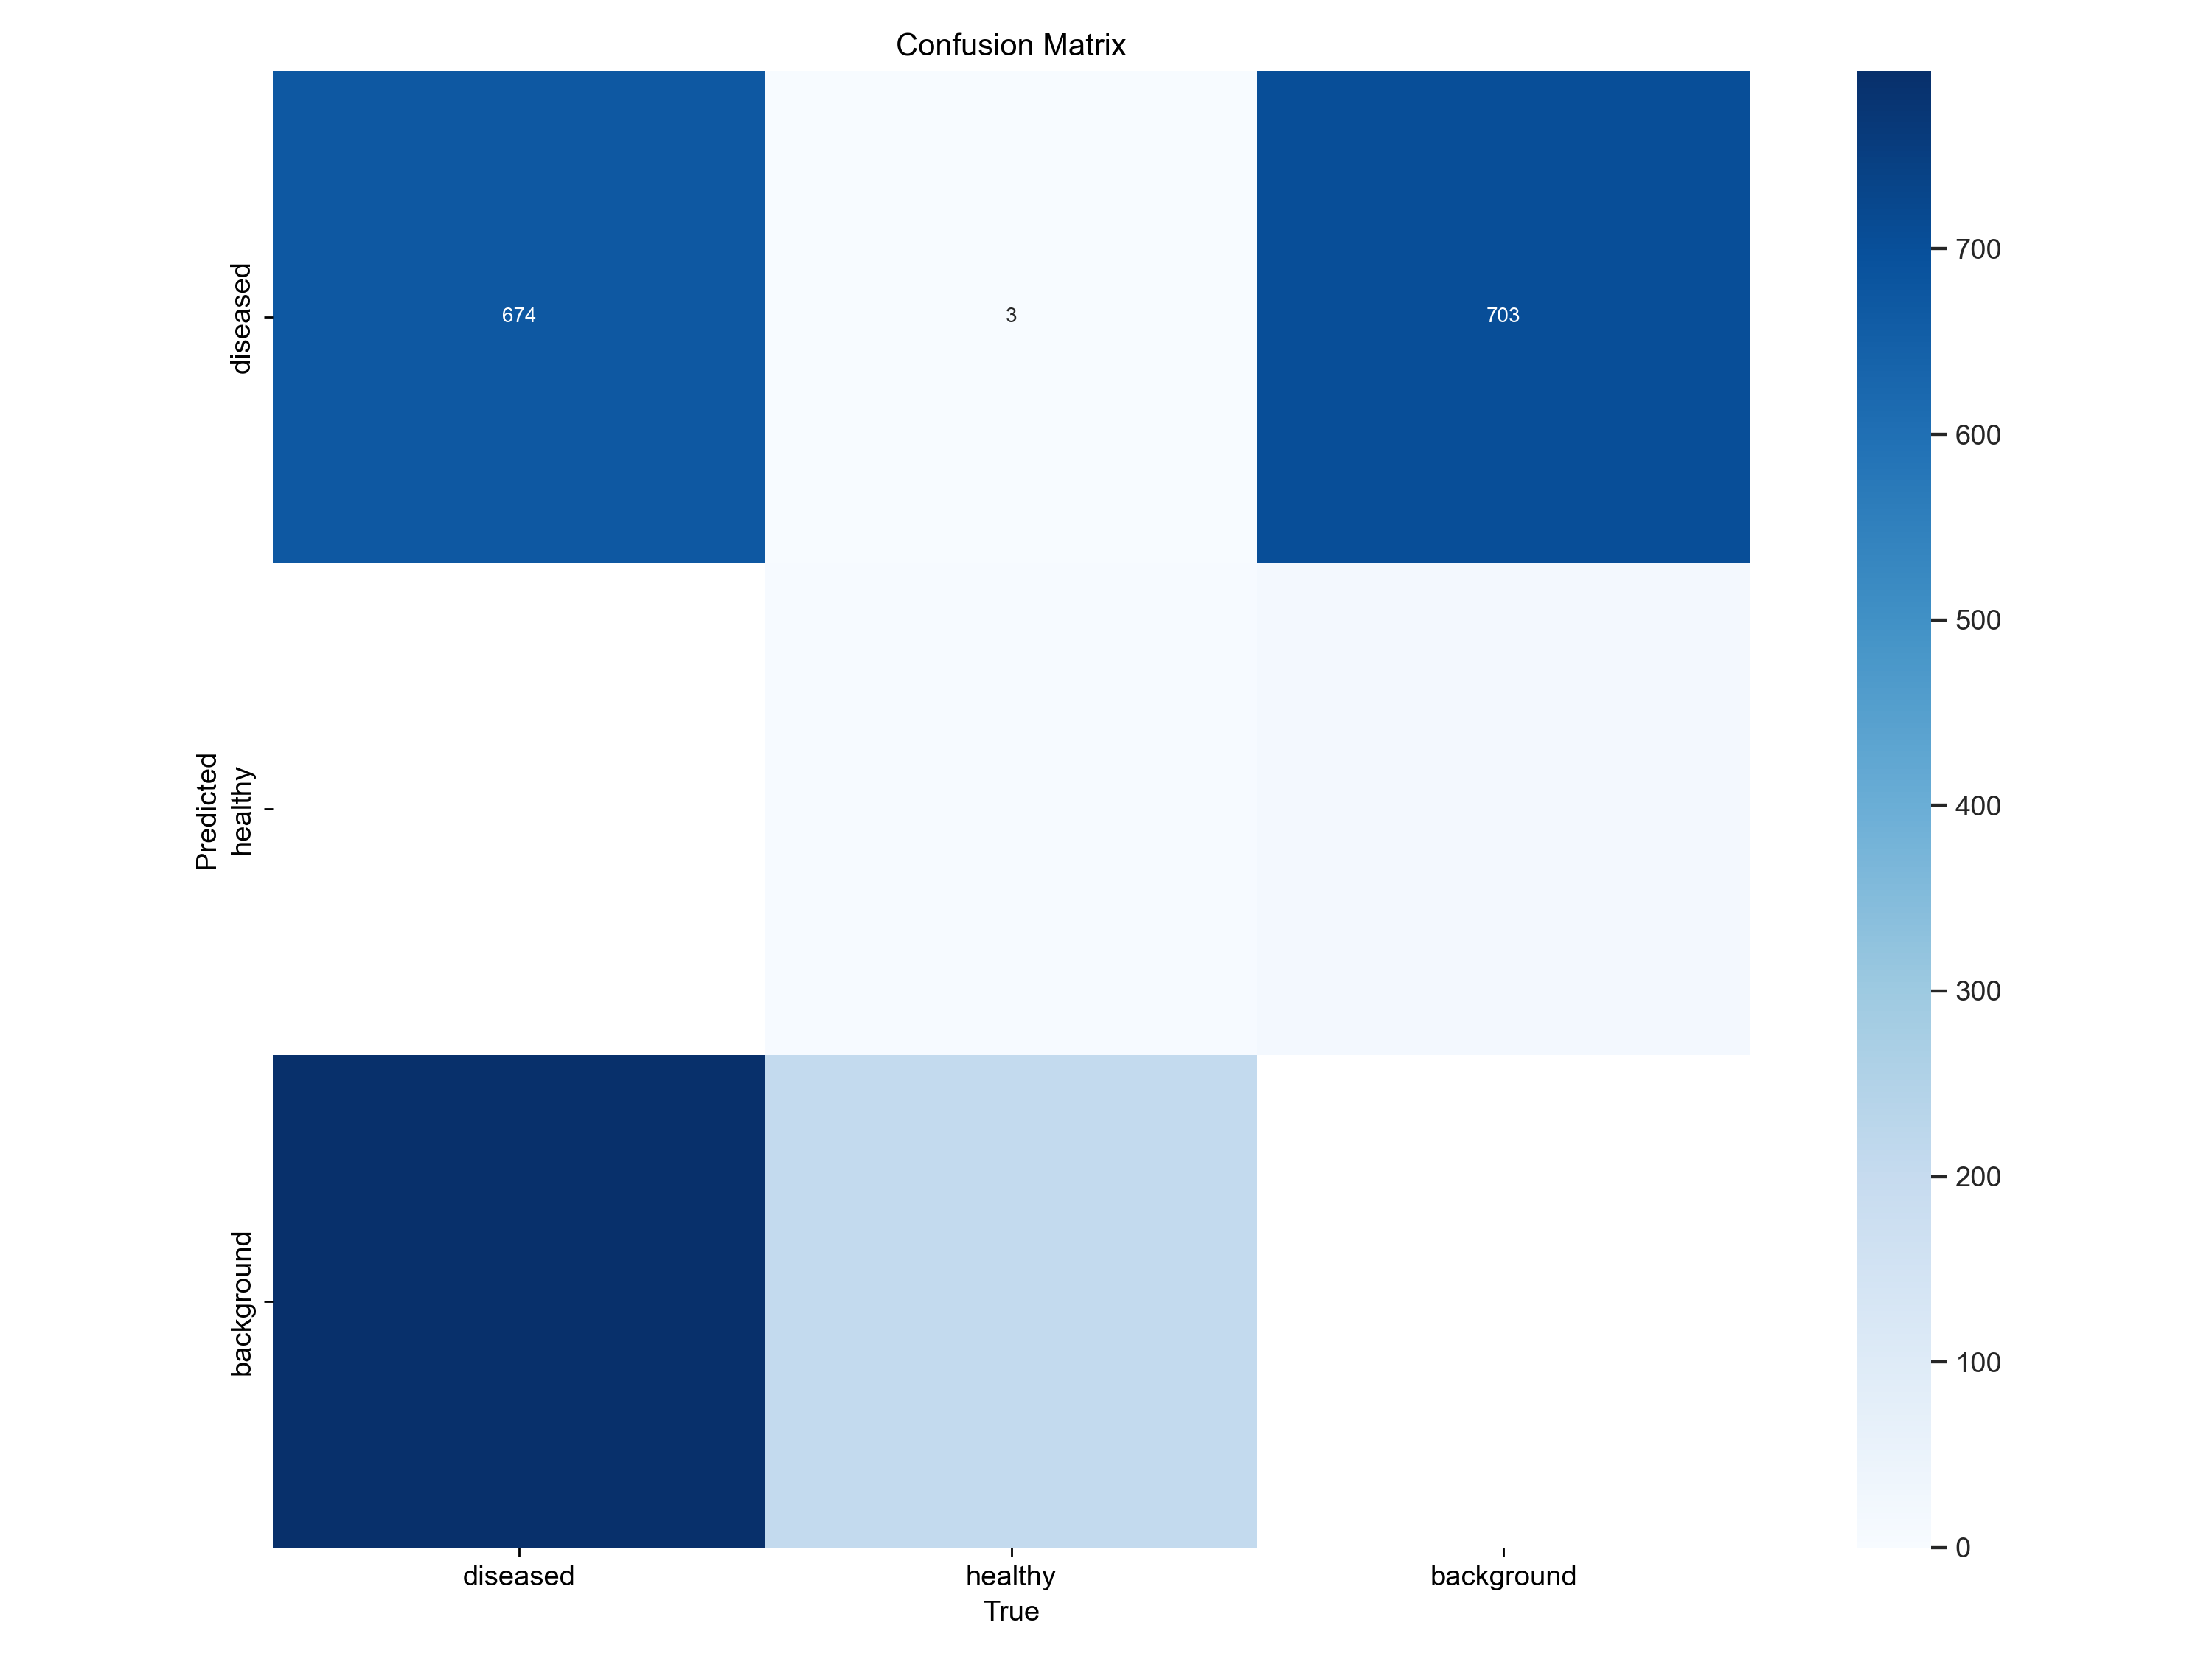 Confusion Matrix
diseased
674
3
703
Predicted
healthy
background
diseased
healthy
background
True
700
600
500
400
300
200
100
0